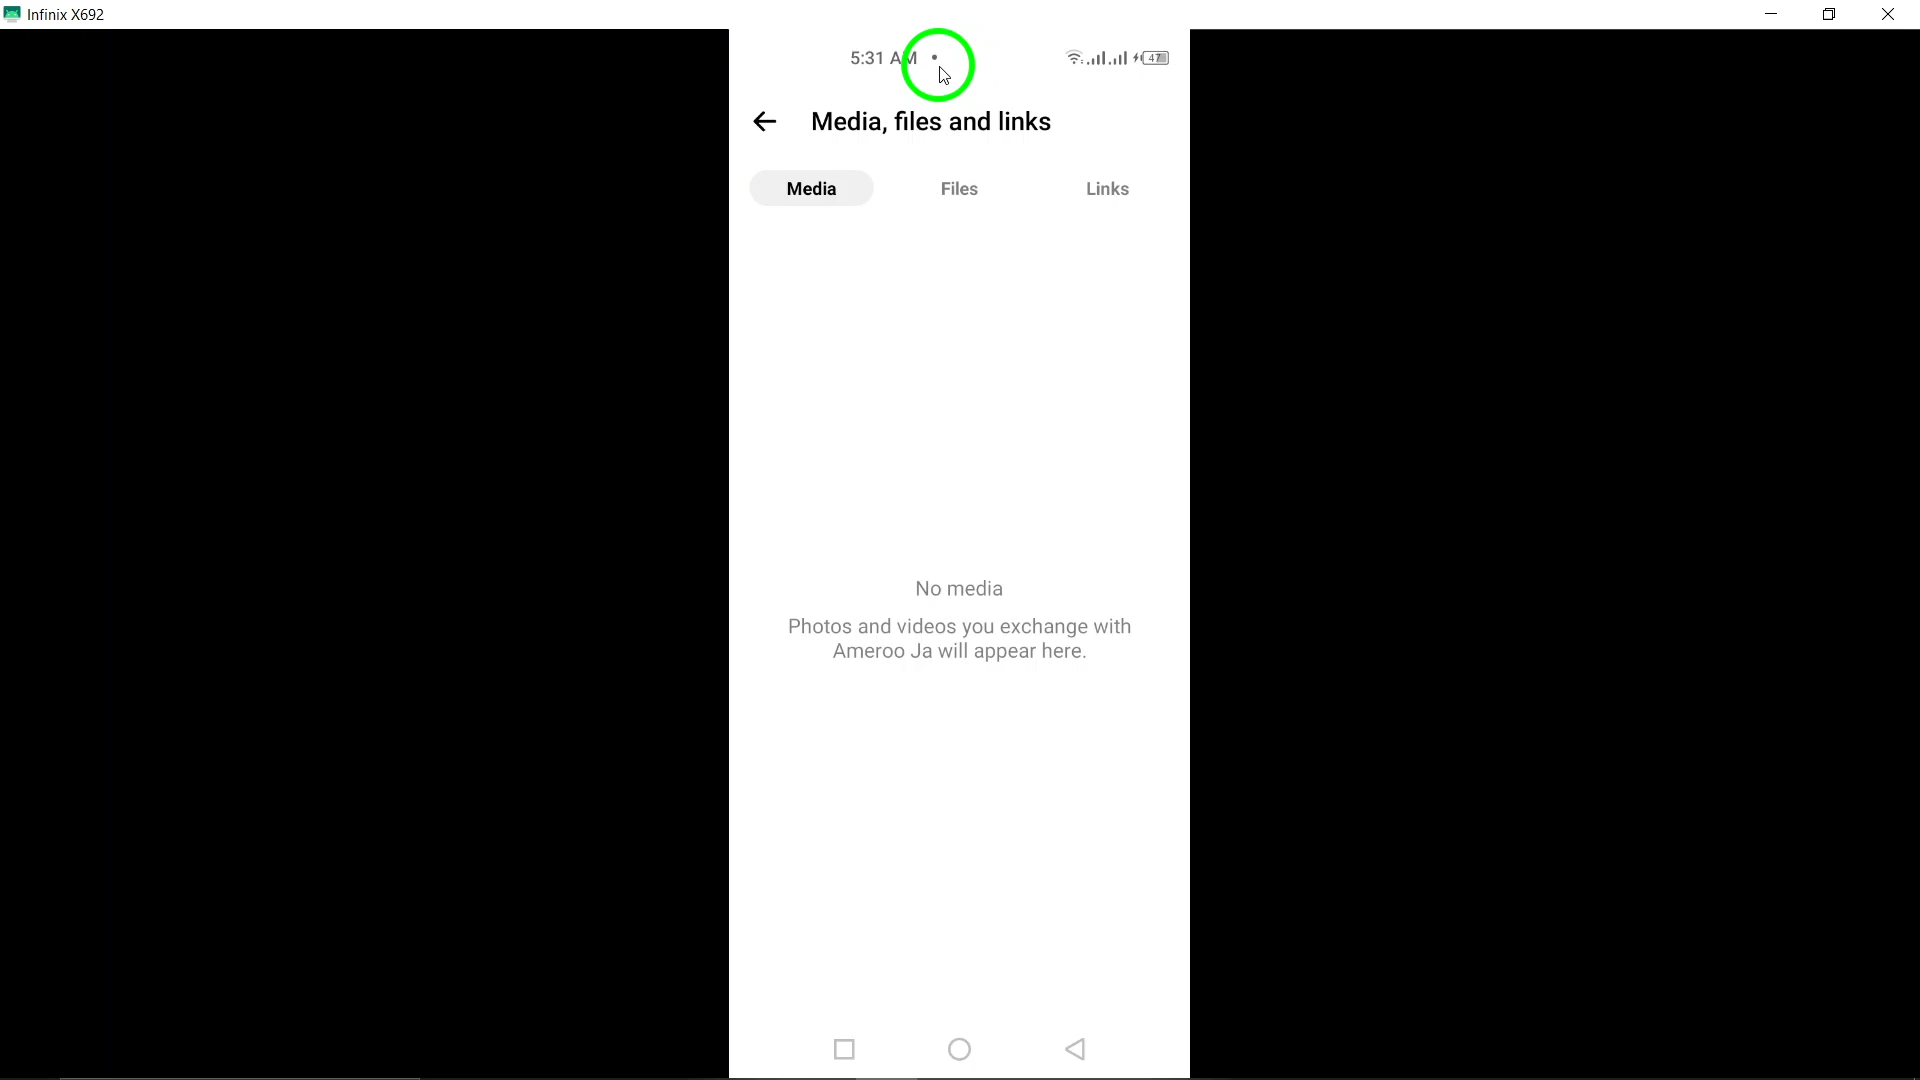 Infinix X692
5:31 AM
47
Media, files and links
Media
Files
Links
No media
Photos and videos you exchange with
Ameroo Ja will appear here.